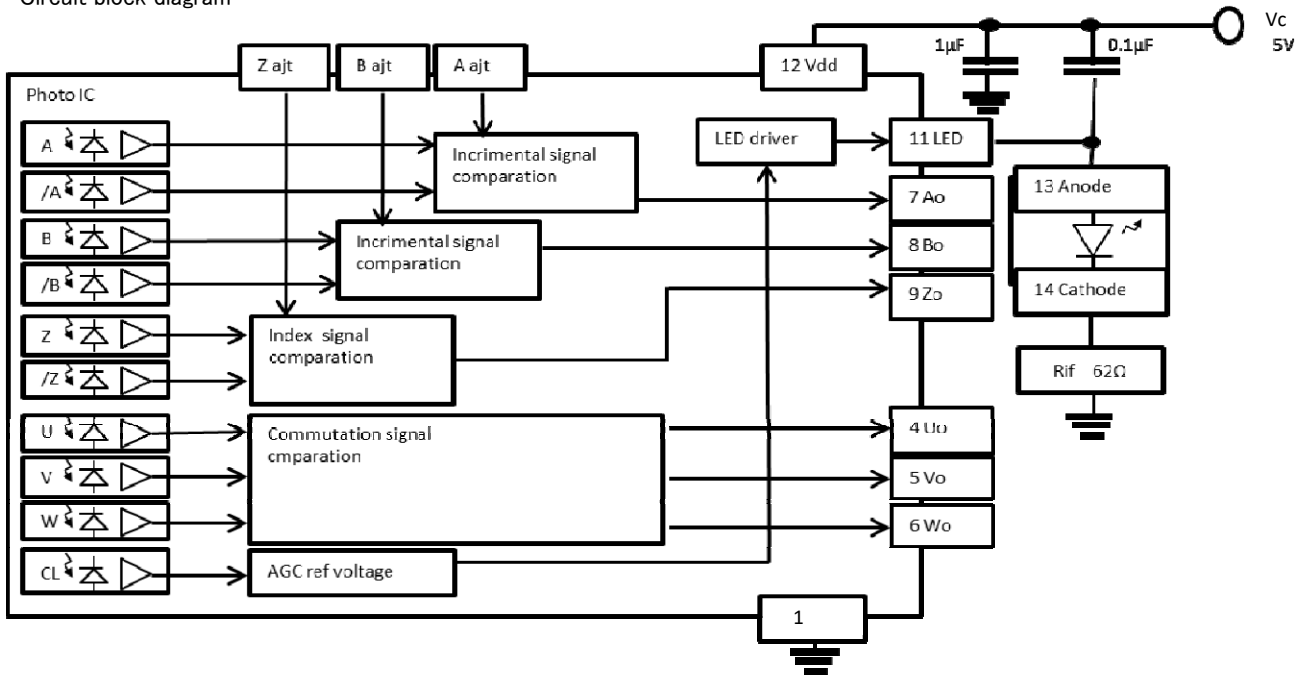 Circuit block diagram
Vc
5V
1µF
0.1µF
Z ajt
B ajt
A ajt
12 Vdd
Photo IC
A
/A
B
/B
Z
/Z
U
V
W
CL
Incrimental signal
comparation
Incrimental signal
comparation
Index signal
comparation
Commutation signal
cmparation
AGC ref voltage
LED driver
11 LED
7 Ao
8 Bo
9 Zo
4 Uo
5 Vo
6 Wo
1
13 Anode
14 Cathode
Rif 62Ω